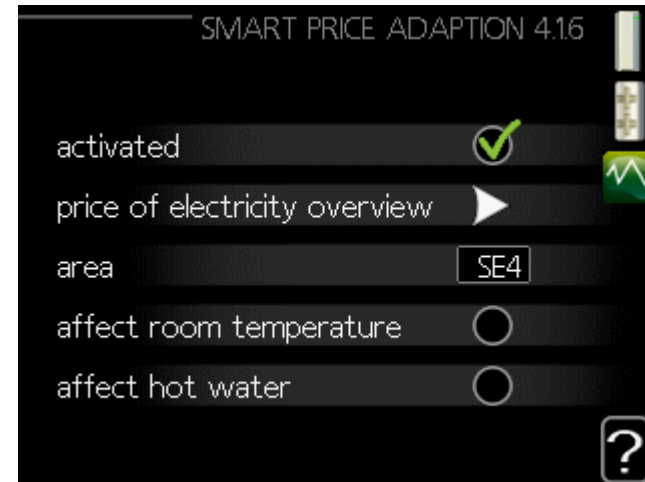 SMART PRICE ADAPTION 4.1.6
activated
price of electricity overview
area SE4
affect room temperature
affect hot water
?